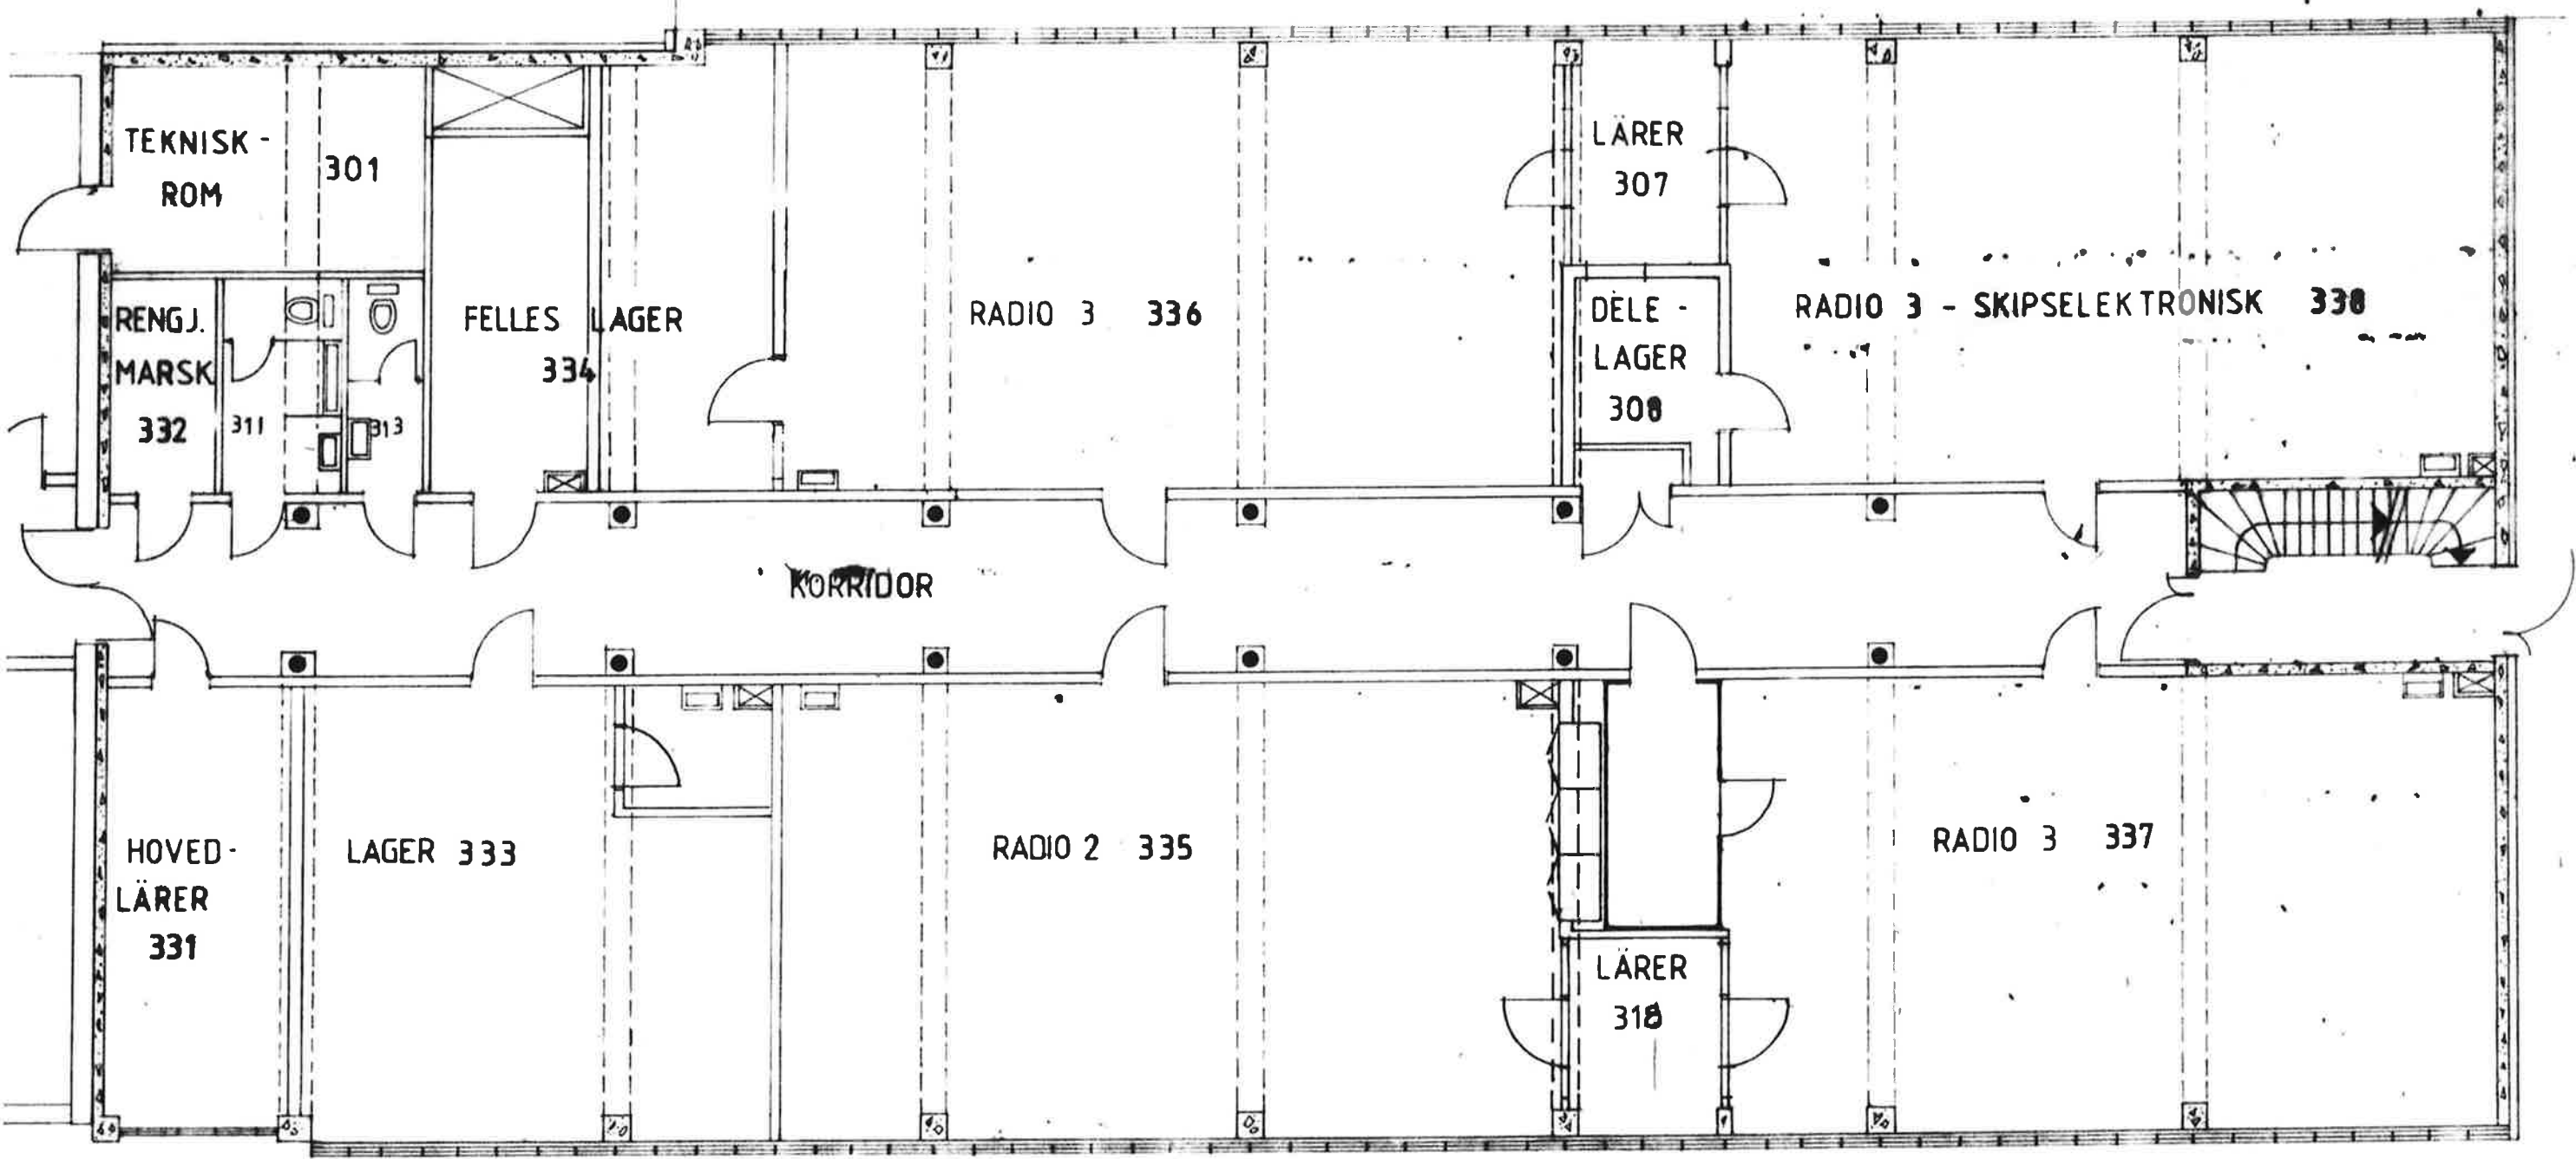 TEKNISK-
ROM
301
LÄRER
307
RENGJ.
MARSK
332
311
313
FELLES LAGER
334
RADIO 3 336
DELE-
LAGER
308
RADIO 3 - SKIPSELEKTRONISK 338
KORRIDOR
HOVED-
LÄRER
331
LAGER 333
RADIO 2 335
RADIO 3 337
LÄRER
318